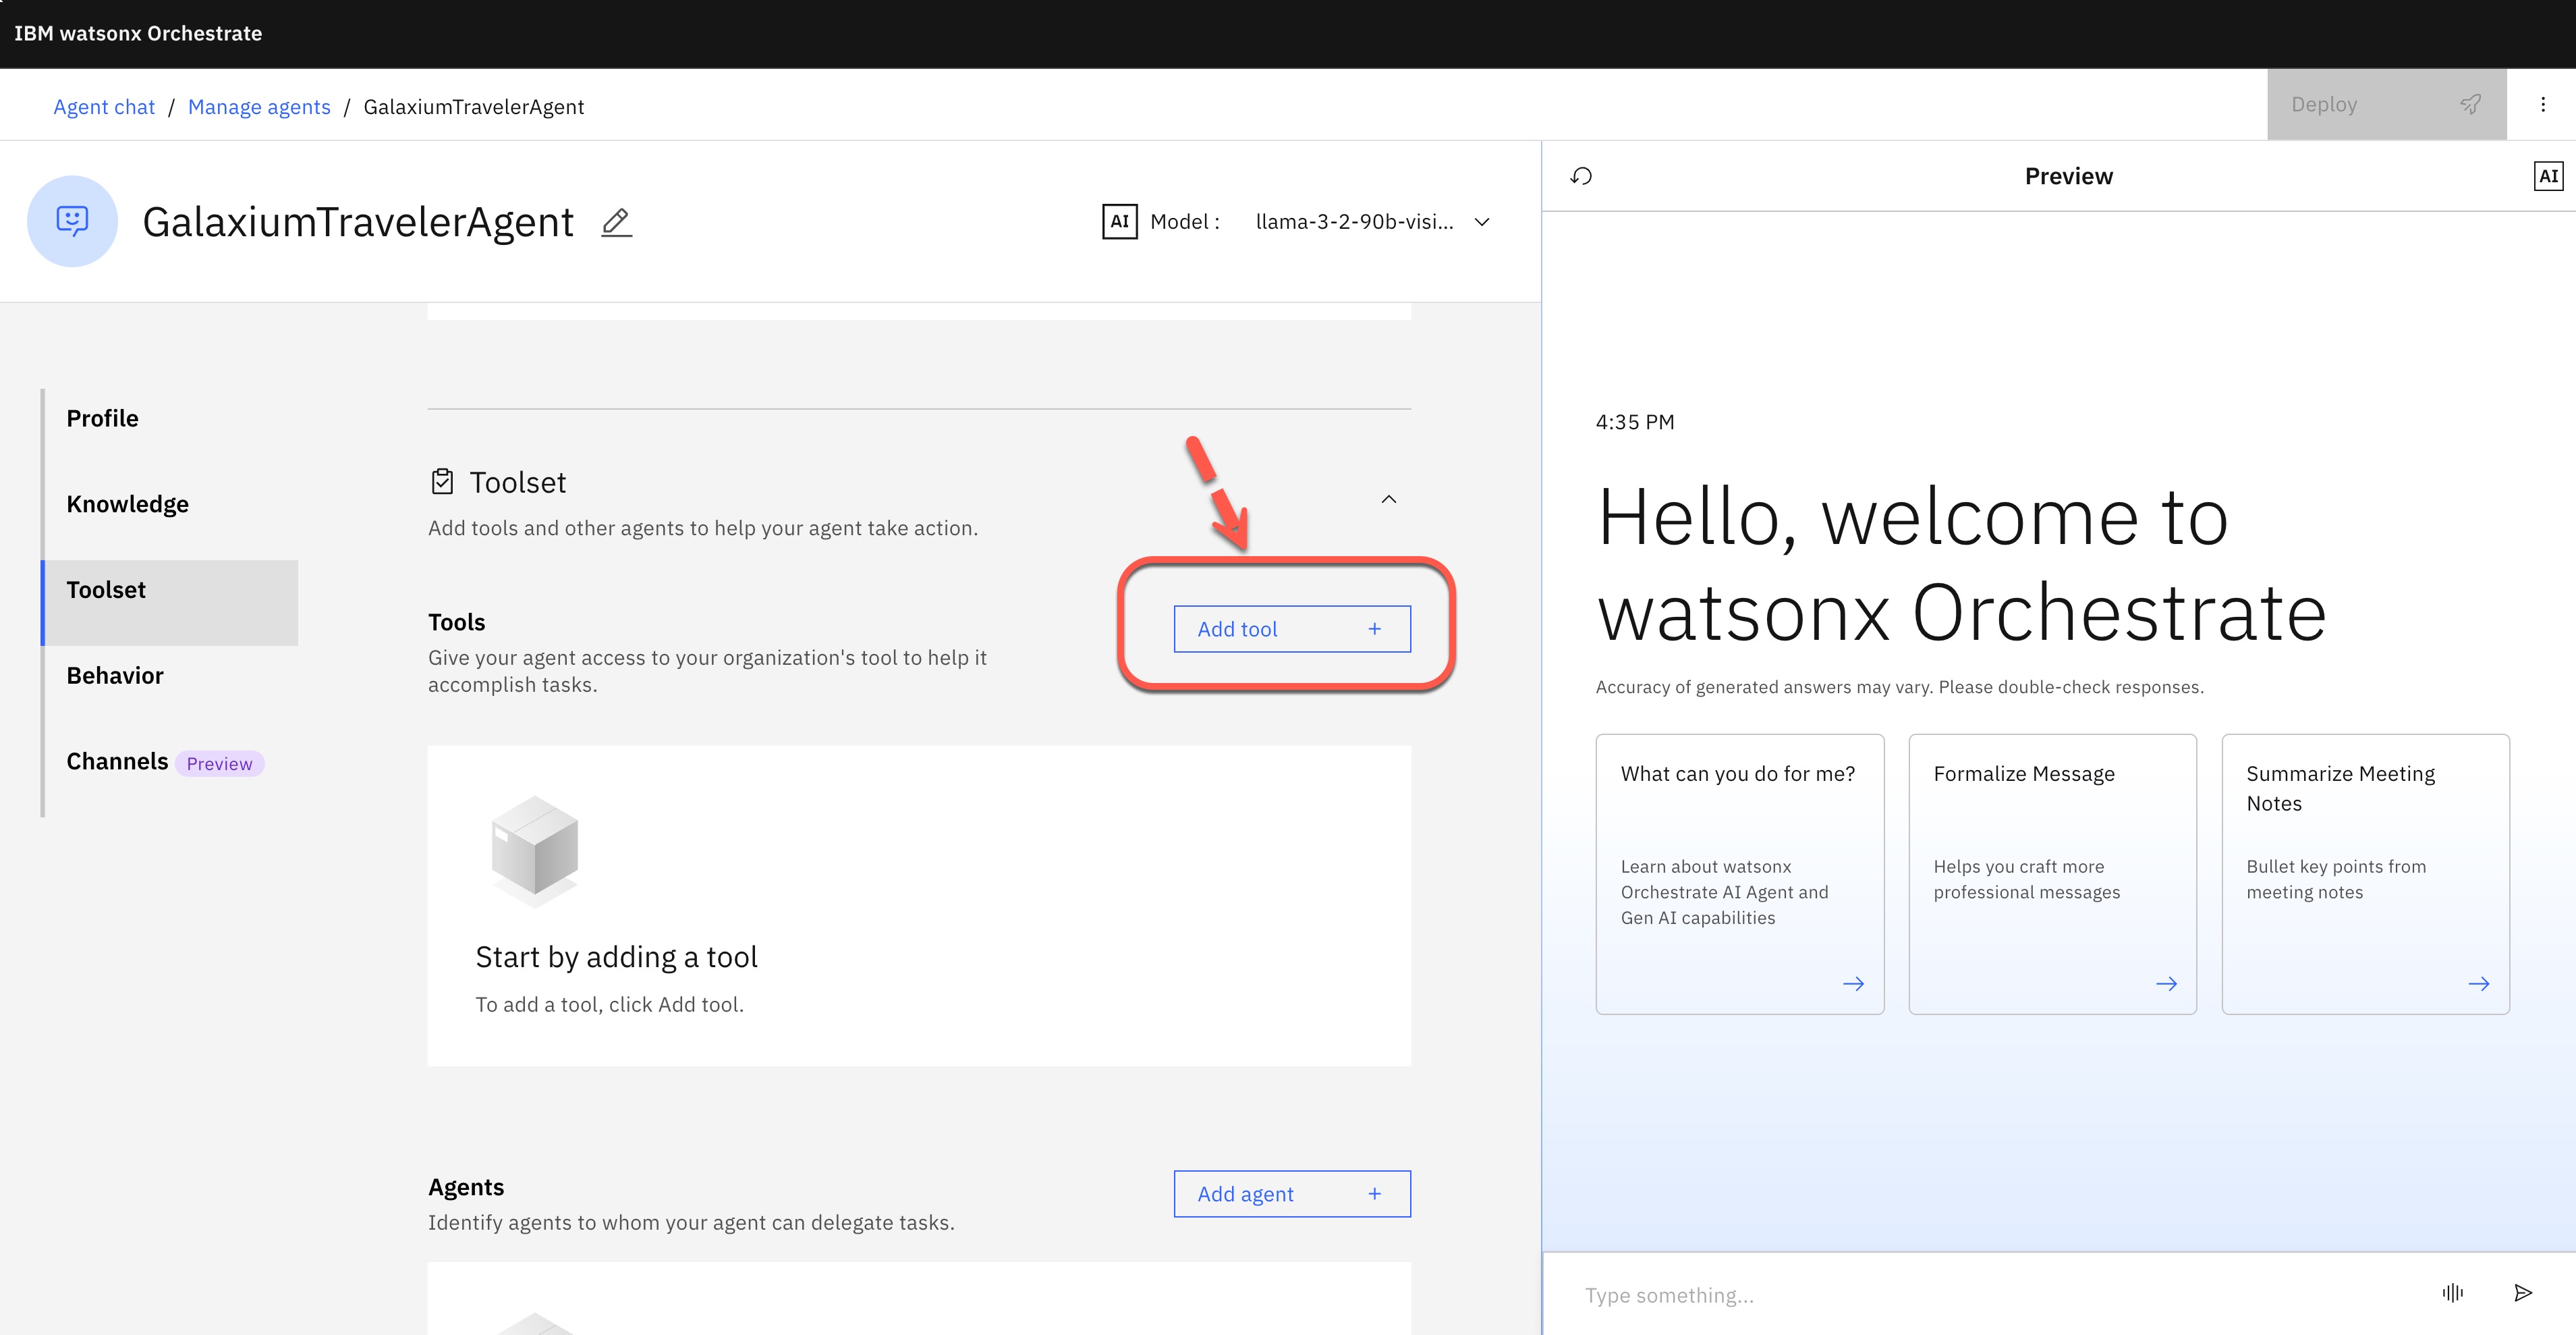 IBM watsonx Orchestrate
Agent chat / Manage agents / GalaxiumTravelerAgent
Deploy
GalaxiumTravelerAgent
AI Model : llama-3-2-90b-visi...
Preview
AI
Profile
Knowledge
Toolset
Behavior
Channels Preview
Toolset
Add tools and other agents to help your agent take action.
Tools
Give your agent access to your organization's tool to help it
accomplish tasks.
Add tool +
Start by adding a tool
To add a tool, click Add tool.
Agents
Identify agents to whom your agent can delegate tasks.
Add agent +
4:35 PM
Hello, welcome to
watsonx Orchestrate
Accuracy of generated answers may vary. Please double-check responses.
What can you do for me?
Learn about watsonx
Orchestrate AI Agent and
Gen AI capabilities
Formalize Message
Helps you craft more
professional messages
Summarize Meeting
Notes
Bullet key points from
meeting notes
Type something...